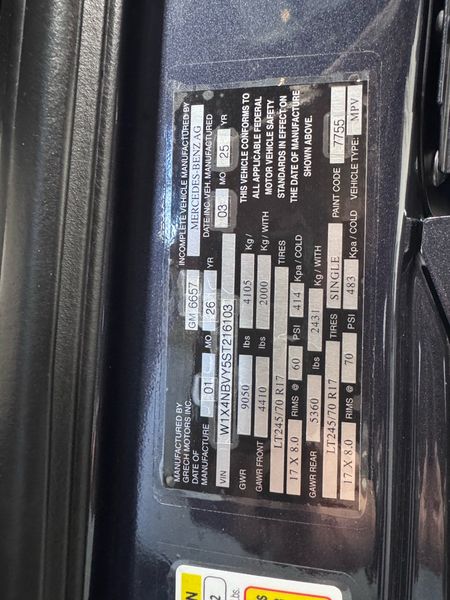 MANUFACTURED BY
GRECH MOTORS INC.
GM 6657
INCOMPLETE VEHICLE MANUFACTURED BY
MERCEDES-BENZ AG
DATE OF MANUFACTURE 01 MO 26 YR
DATE INC. VEH. MANUFACTURED 03 MO 25 YR
VIN W1X4NBVY5ST216103
THIS VEHICLE CONFORMS TO
ALL APPLICABLE FEDERAL
MOTOR VEHICLE SAFETY
STANDARDS IN EFFECT ON
THE DATE OF MANUFACTURE
SHOWN ABOVE.
GWR 9050 lbs 4105 Kg/
GAWR FRONT 4410 lbs 2000 Kg / WITH
LT245/70 R17 TIRES
17 X 8.0 RIMS @ 60 PSI 414 Kpa / COLD
GAWR REAR 5360 lbs 2431 Kg / WITH
LT245/70 R17 TIRES SINGLE PAINT CODE 7755
17 X 8.0 RIMS @ 70 PSI 483 Kpa / COLD VEHICLE TYPE: MPV
N
2
lbs.